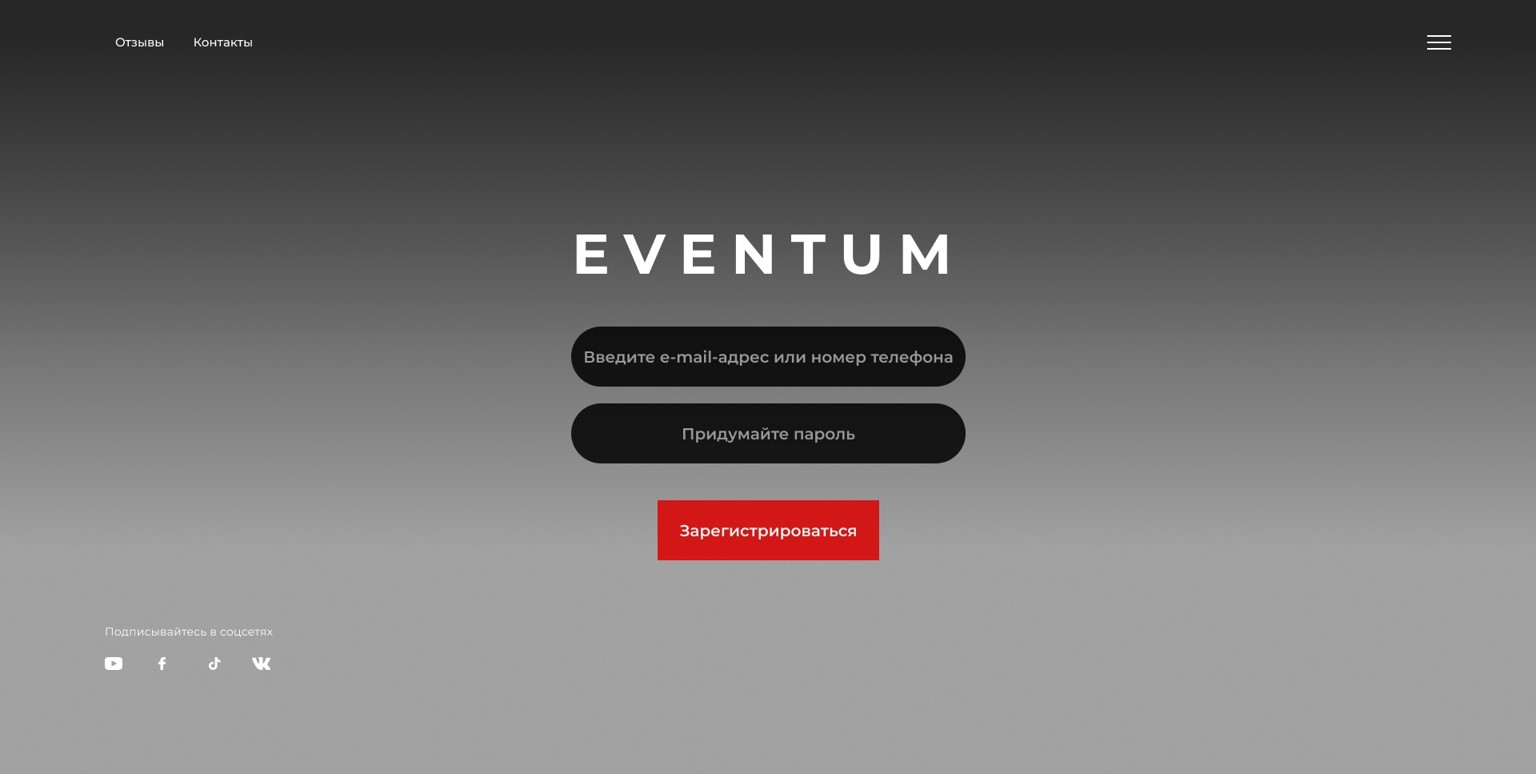 Отзывы Контакты
EVENTUM
Введите e-mail-адрес или номер телефона
Придумайте пароль
Зарегистрироваться
Подписывайтесь в соцсетях